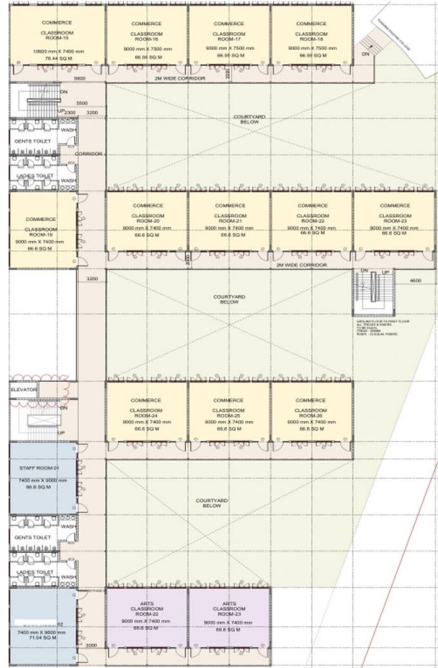 COMMERCE
CLASSROOM
ROOM-15
10600 mm X 7400 mm
78.44 SQ M
COMMERCE
CLASSROOM
ROOM-16
9000 mm X 7500 mm
66.66 SQ M
COMMERCE
CLASSROOM
ROOM-17
9000 mm X 7500 mm
66.66 SQ M
COMMERCE
CLASSROOM
ROOM-18
9000 mm X 7500 mm
66.66 SQ M
2M WIDE CORRIDOR
DN
DN
5500
UP
2300
3200
WASH
GENTS TOILET
COURTYARD
BELOW
CORRIDOR
LADIES TOILET
WASH
COMMERCE
CLASSROOM
ROOM-19
9000 mm X 7400 mm
66.6 SQ M
COMMERCE
CLASSROOM
ROOM-20
9000 mm X 7400 mm
66.6 SQ M
COMMERCE
CLASSROOM
ROOM-21
9000 mm X 7400 mm
66.6 SQ M
COMMERCE
CLASSROOM
ROOM-22
9000 mm X 7400 mm
66.6 SQ M
COMMERCE
CLASSROOM
ROOM-23
9000 mm X 7400 mm
66.6 SQ M
2M WIDE CORRIDOR
3200
DN
UP
4600
COURTYARD
BELOW
ELEVATOR
DN
UP
COMMERCE
CLASSROOM
ROOM-24
9000 mm X 7400 mm
66.6 SQ M
COMMERCE
CLASSROOM
ROOM-25
9000 mm X 7400 mm
66.6 SQ M
COMMERCE
CLASSROOM
ROOM-26
9000 mm X 7400 mm
66.6 SQ M
STAFF ROOM 01
7400 mm X 9000 mm
66.6 SQ M
COURTYARD
BELOW
WASH
GENTS TOILET
LADIES TOILET
WASH
7400 mm X 9600 mm
71.04 SQ M
ARTS
CLASSROOM
ROOM-22
9000 mm X 7400 mm
66.6 SQ M
ARTS
CLASSROOM
ROOM-23
9000 mm X 7400 mm
66.6 SQ M